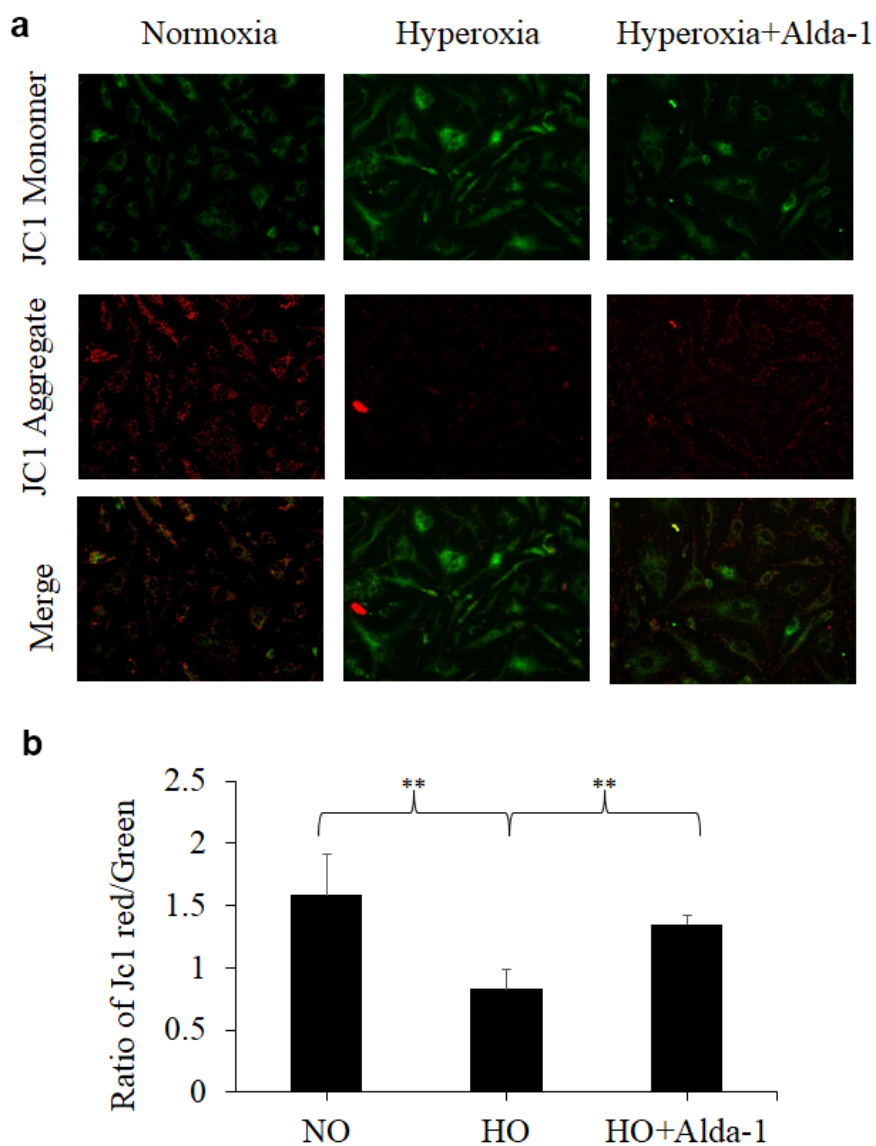 a
Normoxia Hyperoxia Hyperoxia+Alda-1
JC1 Monomer
JC1 Aggregate
Merge
b
Ratio of Jc1 red/Green
2.5
2
1.5
1
0.5
0
** **
NO HO HO+Alda-1